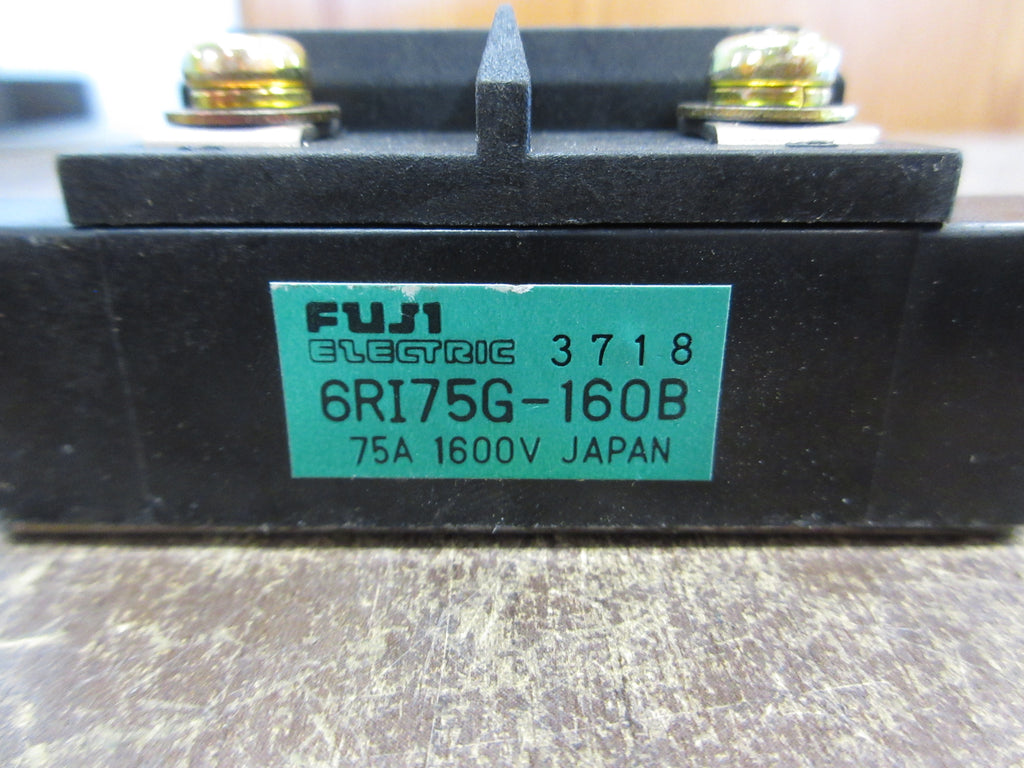 FUJI
ELECTRIC 3718
6RI75G-160B
75A 1600V JAPAN